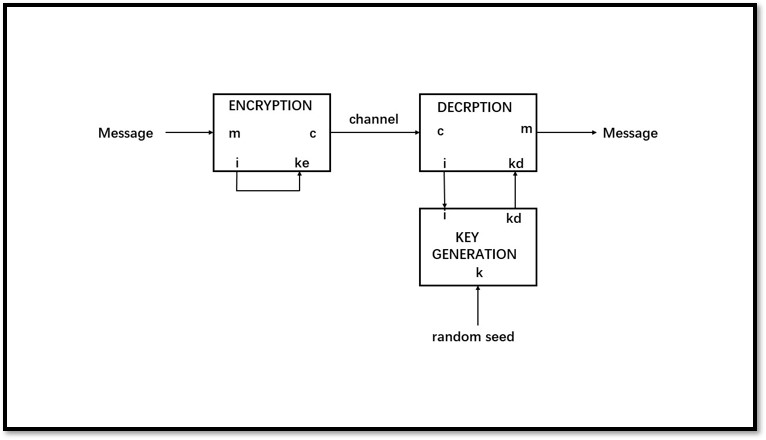 ENCRYPTION
DECRPTION
channel
Message
m
c
c
m
Message
i
ke
i
kd
i
kd
KEY
GENERATION
k
random seed